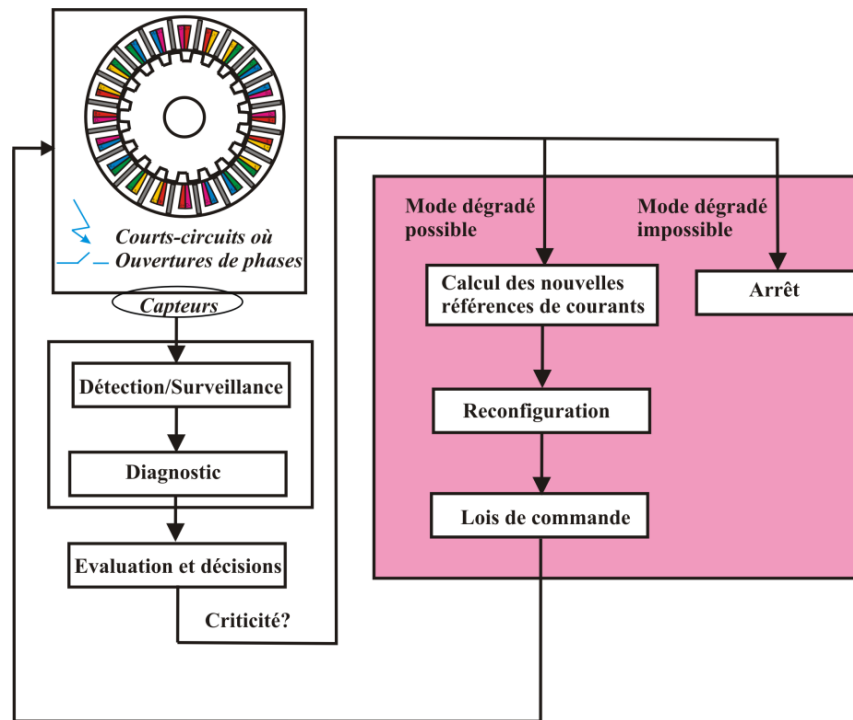 Courts-circuits où
Ouvertures de phases
Capteurs
Détection/Surveillance
Diagnostic
Evaluation et décisions
Criticité?
Mode dégradé
possible
Mode dégradé
impossible
Calcul des nouvelles
références de courants
Arrêt
Reconfiguration
Lois de commande